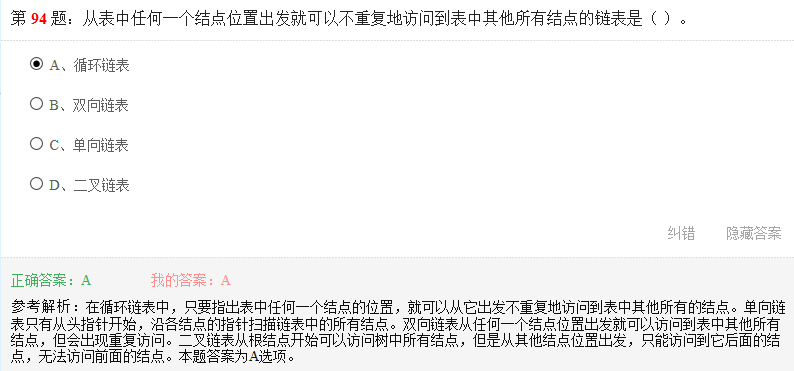 第 94 题：从表中任何一个结点位置出发就可以不重复地访问到表中其他所有结点的链表是（ ）。
A、循环链表
B、双向链表
C、单向链表
D、二叉链表
纠错 隐藏答案
正确答案：A 我的答案：A
参考解析：在循环链表中，只要指出表中任何一个结点的位置，就可以从它出发不重复地访问到表中其他所有的结点。单向链
表只有从头指针开始，沿各结点的指针扫描链表中的所有结点。双向链表从任何一个结点位置出发就可以访问到表中其他所有
结点，但会出现重复访问。二叉链表从根结点开始可以访问树中所有结点，但是从其他结点位置出发，只能访问到它后面的结
点，无法访问前面的结点。本题答案为A选项。